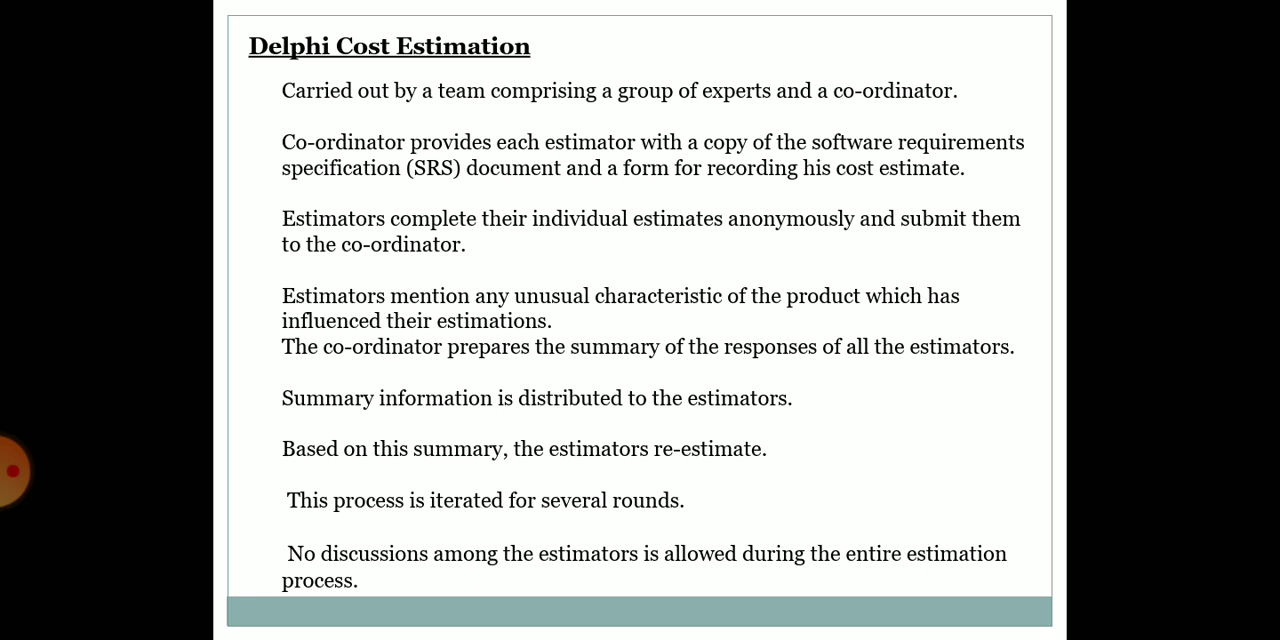 Delphi Cost Estimation
Carried out by a team comprising a group of experts and a co-ordinator.
Co-ordinator provides each estimator with a copy of the software requirements
specification (SRS) document and a form for recording his cost estimate.
Estimators complete their individual estimates anonymously and submit them
to the co-ordinator.
Estimators mention any unusual characteristic of the product which has
influenced their estimations.
The co-ordinator prepares the summary of the responses of all the estimators.
Summary information is distributed to the estimators.
Based on this summary, the estimators re-estimate.
This process is iterated for several rounds.
No discussions among the estimators is allowed during the entire estimation
process.